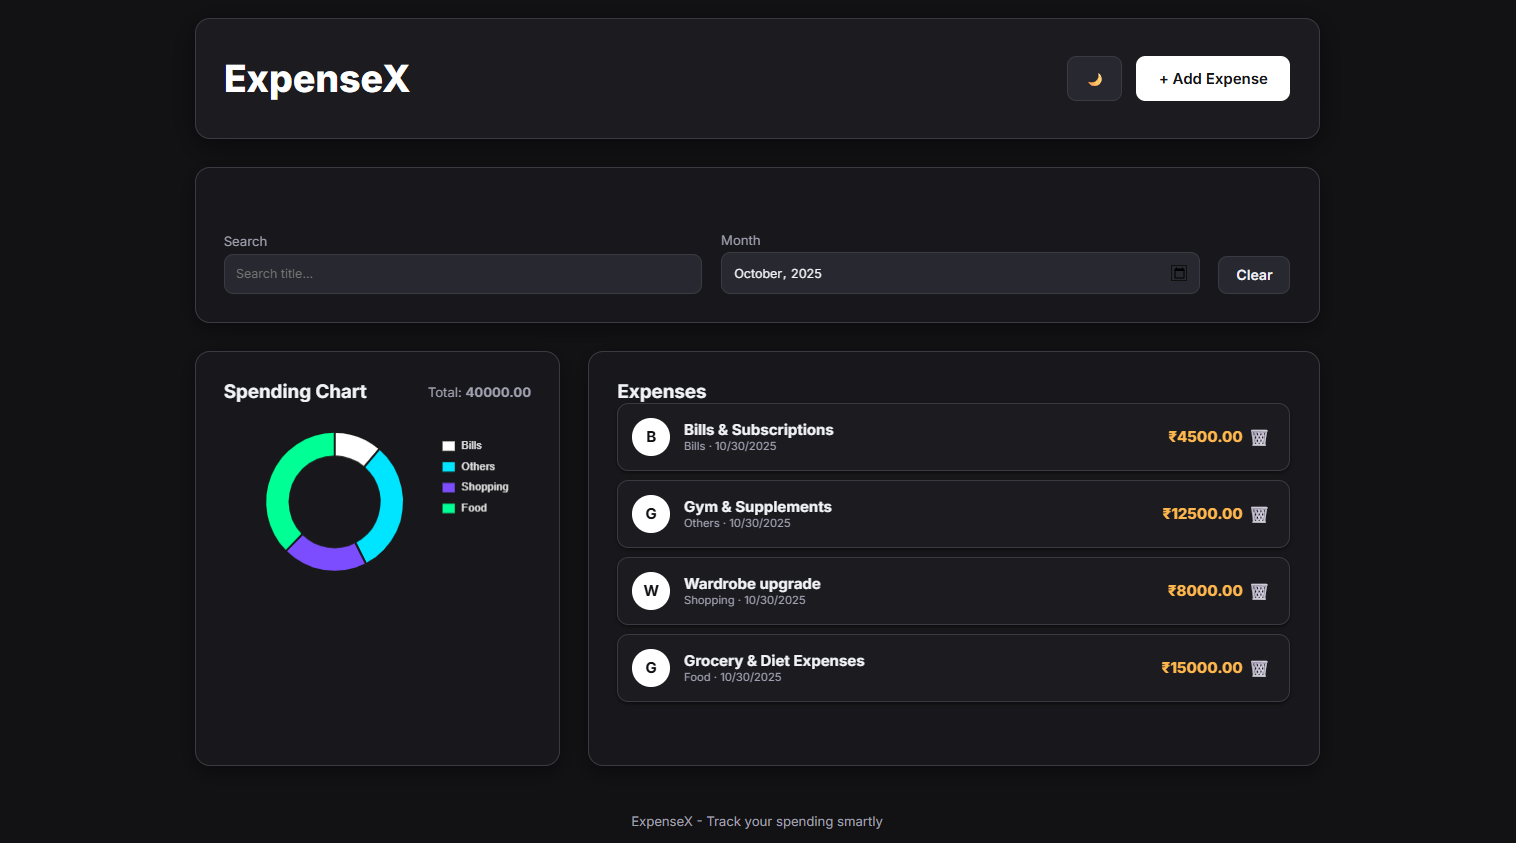 ExpenseX
+ Add Expense
Search
Search title...
Month
October, 2025
Clear
Spending Chart
Total: 40000.00
Bills
Others
Shopping
Food
Expenses
B
Bills & Subscriptions
Bills · 10/30/2025
₹4500.00
G
Gym & Supplements
Others · 10/30/2025
₹12500.00
W
Wardrobe upgrade
Shopping · 10/30/2025
₹8000.00
G
Grocery & Diet Expenses
Food · 10/30/2025
₹15000.00
ExpenseX - Track your spending smartly